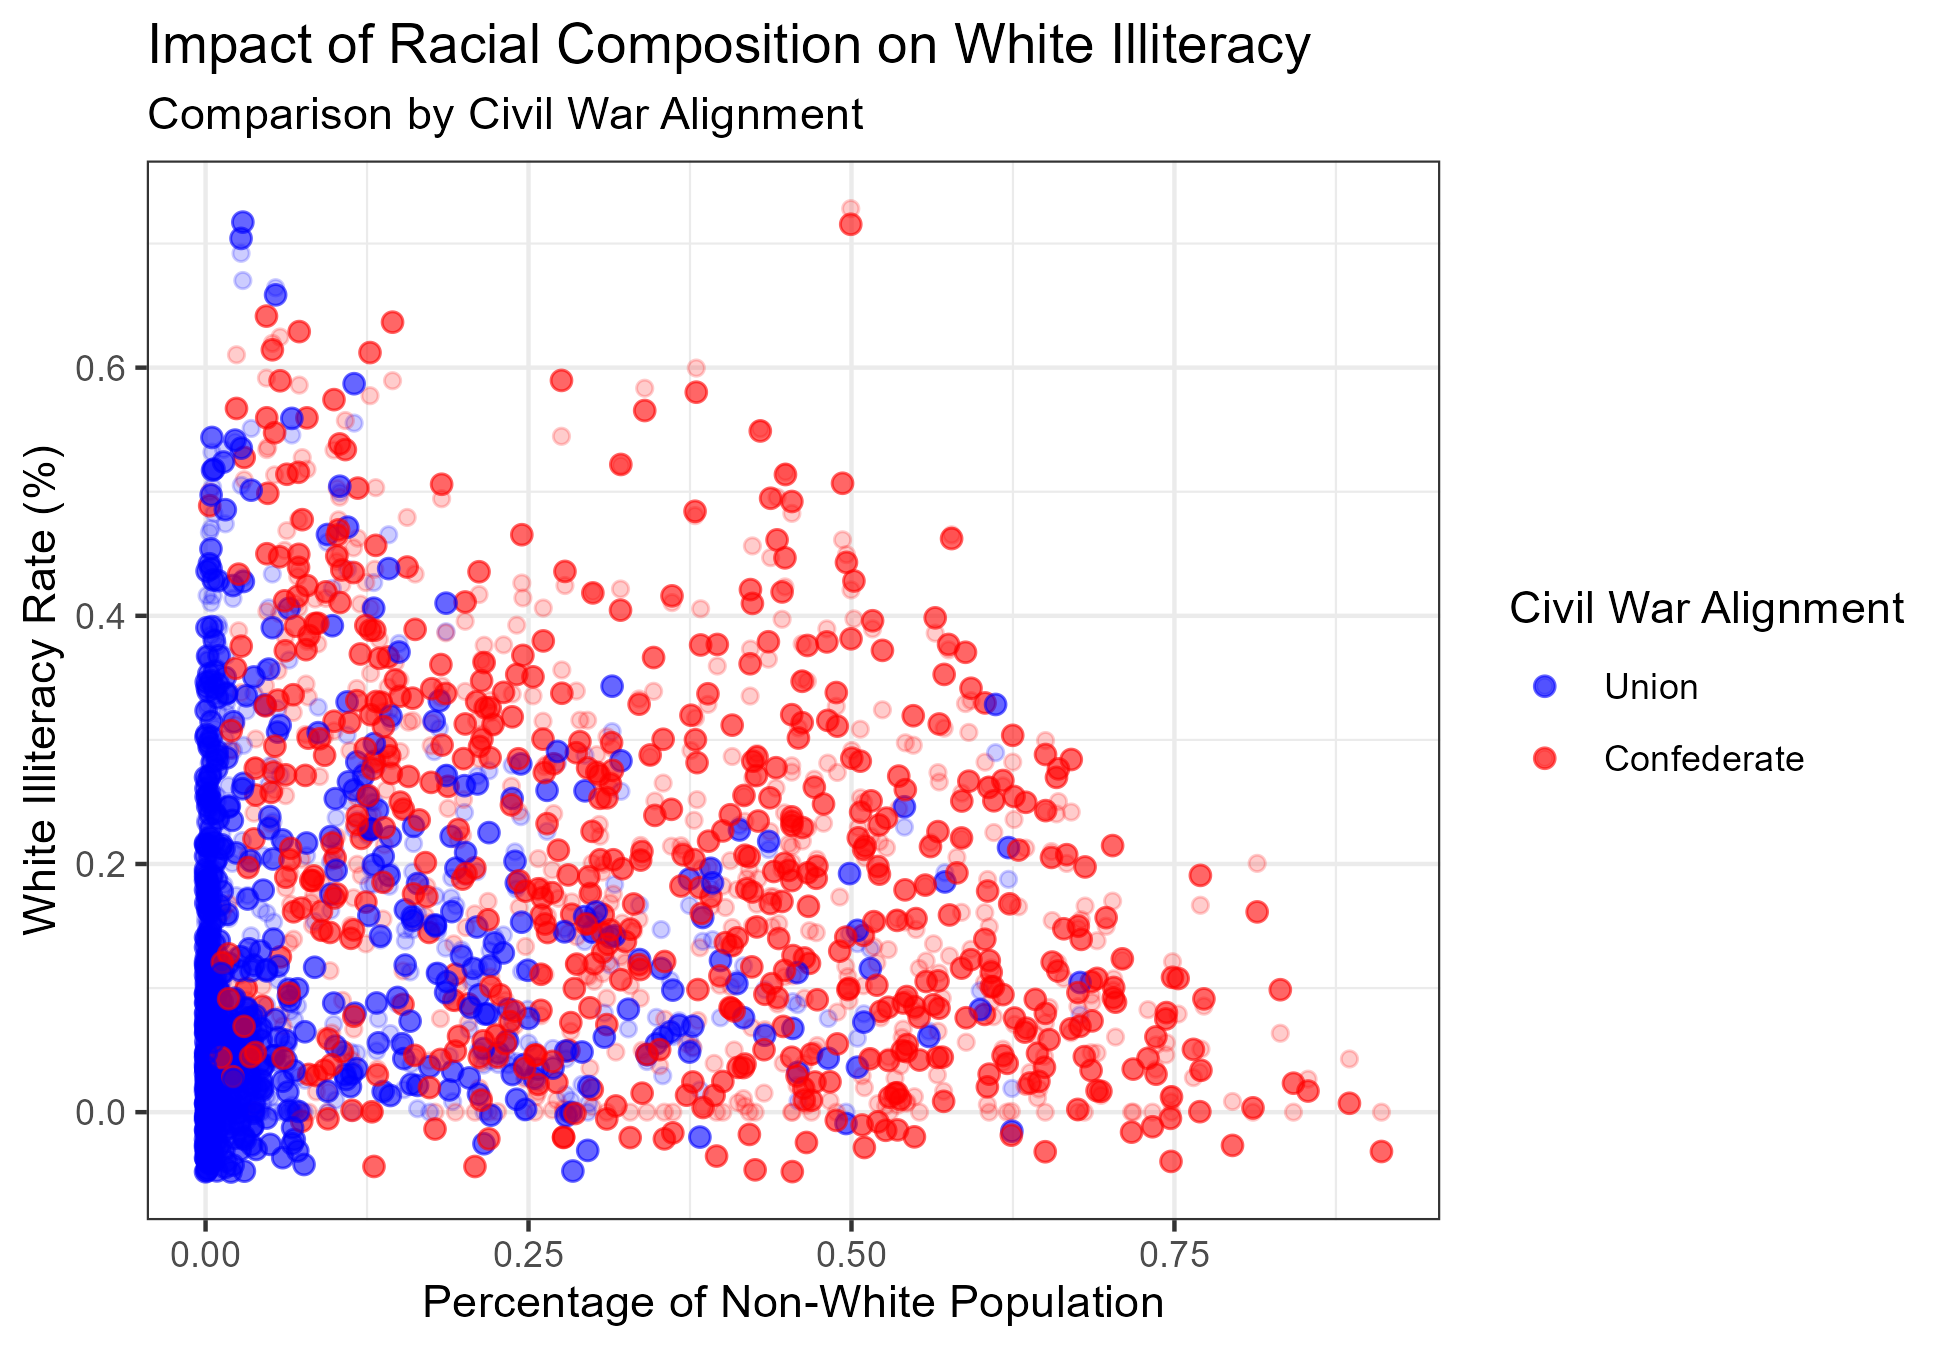 Impact of Racial Composition on White Illiteracy
Comparison by Civil War Alignment
White Illiteracy Rate (%)
0.6
0.4
0.2
0.0
0.00
0.25
0.50
0.75
Percentage of Non-White Population
Civil War Alignment
Union
Confederate